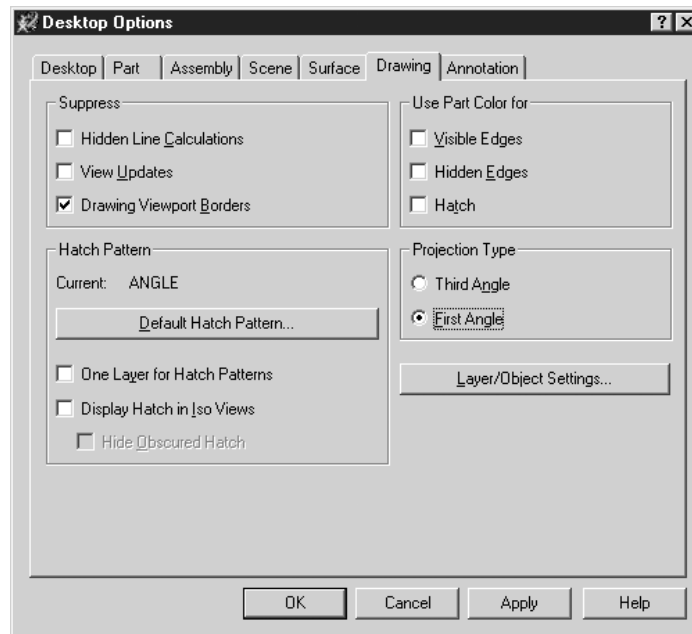 Desktop Options
Desktop Part Assembly Scene Surface Drawing Annotation
Suppress
Hidden Line Calculations
View Updates
Drawing Viewport Borders
Use Part Color for
Visible Edges
Hidden Edges
Hatch
Hatch Pattern
Current: ANGLE
Default Hatch Pattern...
One Layer for Hatch Patterns
Display Hatch in Iso Views
Hide Obscured Hatch
Projection Type
Third Angle
First Angle
Layer/Object Settings...
OK Cancel Apply Help